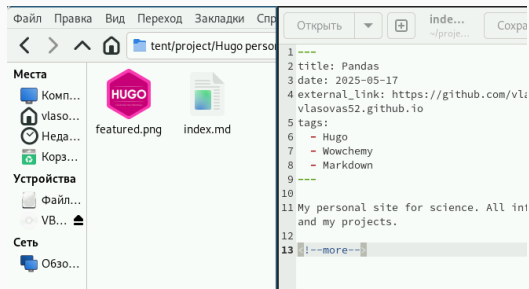 Файл Правка Вид Переход Закладки Спр
tent/project/Hugo persor
Места
Комп...
vlaso...
Неда...
Корз...
Устройства
Файл...
VB...
Сеть
Обзо...
HUGO
featured.png
index.md
Открыть
inde...
~/proje...
Сохра
1 ---
2 title: Pandas
3 date: 2025-05-17
4 external_link: https://github.com/vla
vlasovas52.github.io
5 tags:
6 - Hugo
7 - Wowchemy
8 - Markdown
9 ---
10
11 My personal site for science. All inf
and my projects.
12
13 <!--more-->